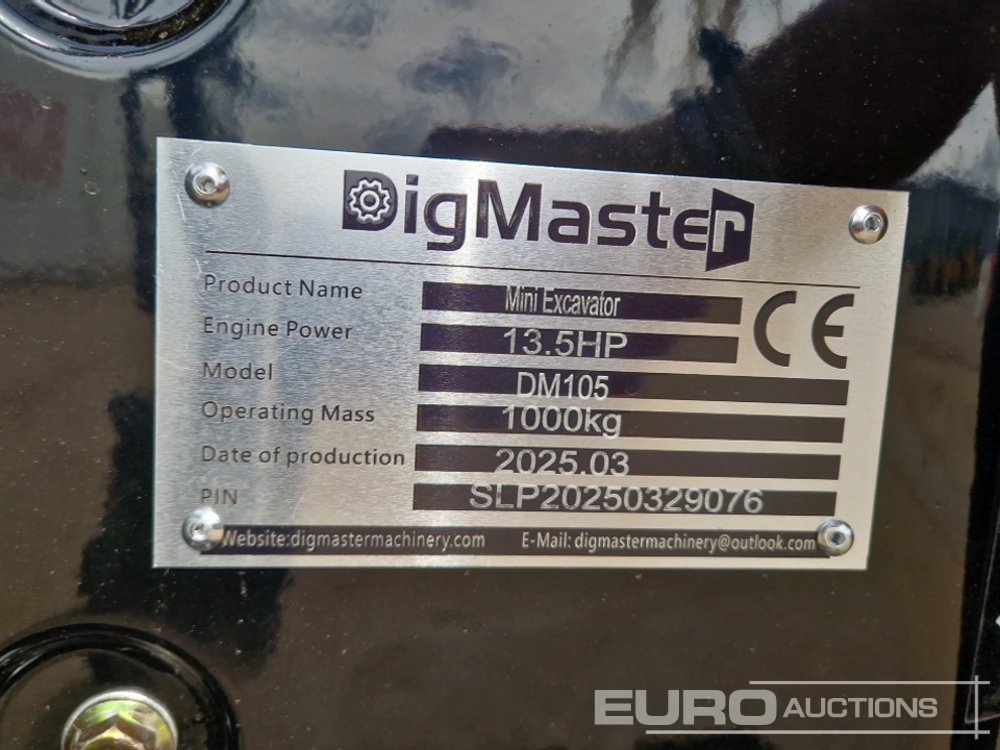 DigMaster
Product Name Mini Excavator
Engine Power 13.5HP
CE
Model DM105
Operating Mass 1000kg
Date of production 2025.03
PIN SLP20250329076
Website:digmastermachinery.com E-Mail: digmastermachinery@outlook.com
EURO AUCTIONS